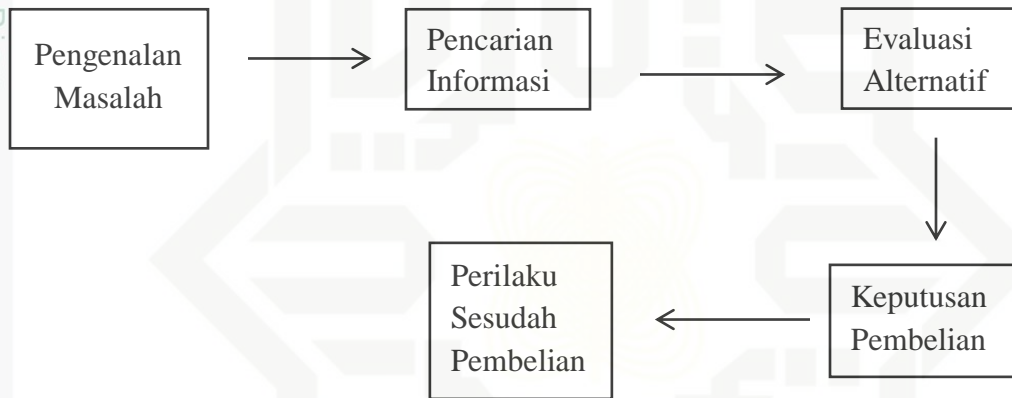 Pengenalan
Masalah
Pencarian
Informasi
Evaluasi
Alternatif
Keputusan
Pembelian
Perilaku
Sesudah
Pembelian